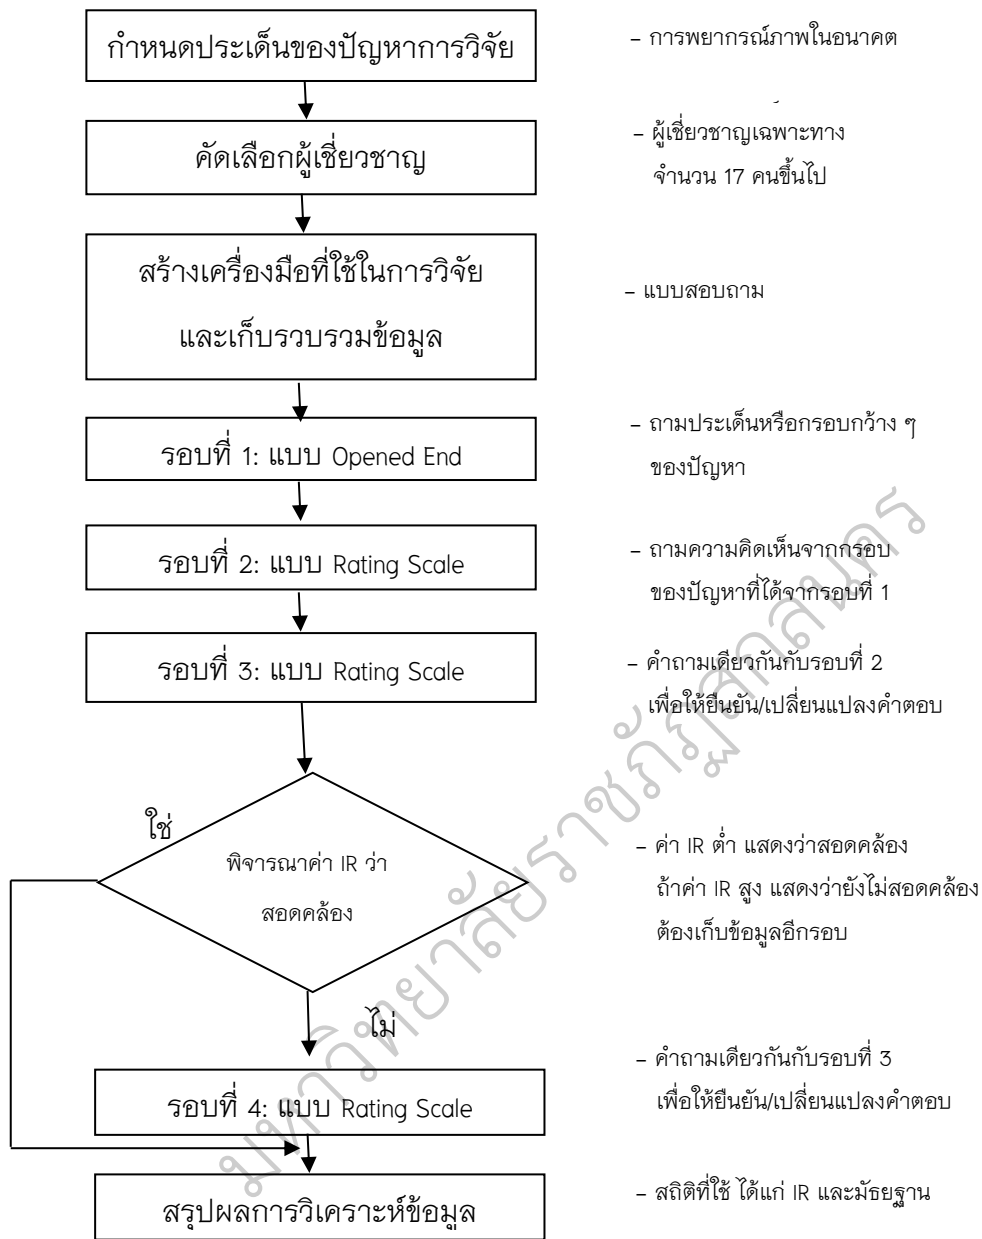 กำหนดประเด็นของปัญหาการวิจัย
– การพยากรณ์ภาพในอนาคต
คัดเลือกผู้เชี่ยวชาญ
– ผู้เชี่ยวชาญเฉพาะทาง
จำนวน 17 คนขึ้นไป
สร้างเครื่องมือที่ใช้ในการวิจัย
และเก็บรวบรวมข้อมูล
– แบบสอบถาม
รอบที่ 1: แบบ Opened End
– ถามประเด็นหรือกรอบกว้าง ๆ
ของปัญหา
รอบที่ 2: แบบ Rating Scale
– ถามความคิดเห็นจากกรอบ
ของปัญหาที่ได้จากรอบที่ 1
รอบที่ 3: แบบ Rating Scale
– คำถามเดียวกันกับรอบที่ 2
เพื่อให้ยืนยัน/เปลี่ยนแปลงคำตอบ
ใช่
พิจารณาค่า IR ว่า
สอดคล้อง
– ค่า IR ต่ำ แสดงว่าสอดคล้อง
ถ้าค่า IR สูง แสดงว่ายังไม่สอดคล้อง
ต้องเก็บข้อมูลอีกรอบ
ไม่
รอบที่ 4: แบบ Rating Scale
– คำถามเดียวกันกับรอบที่ 3
เพื่อให้ยืนยัน/เปลี่ยนแปลงคำตอบ
สรุปผลการวิเคราะห์ข้อมูล
– สถิติที่ใช้ ได้แก่ IR และมัธยฐาน
มหาวิทยาลัยราชภัฏสกลนคร